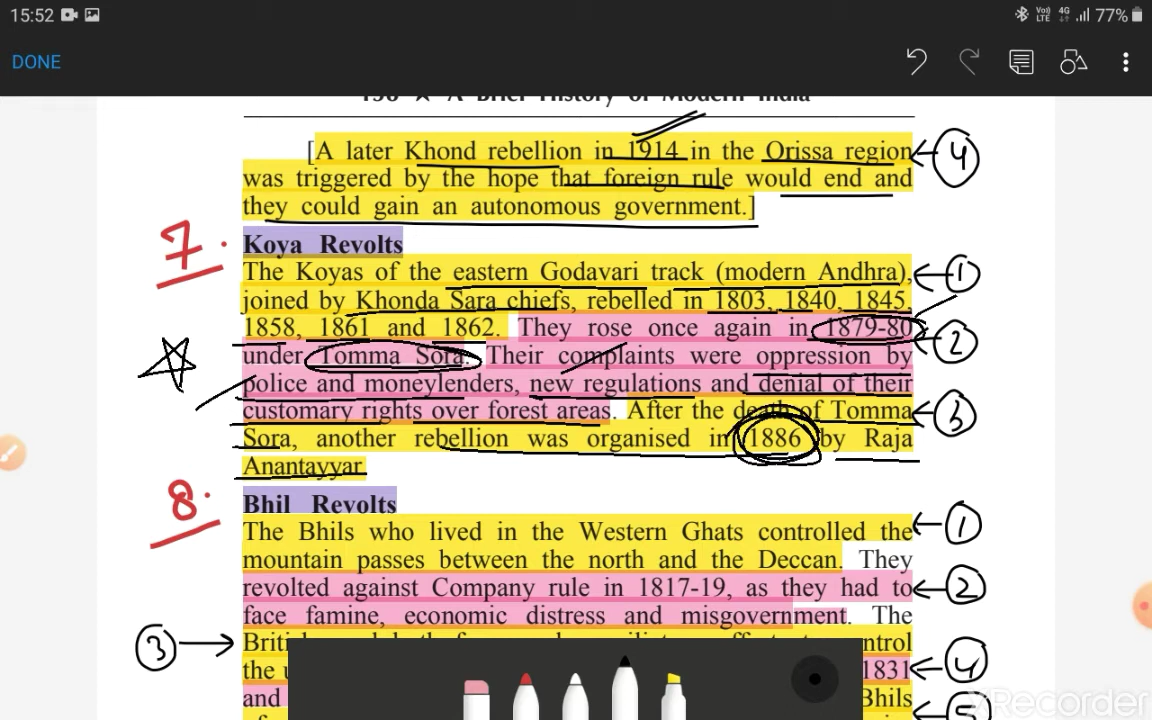 15:52 Vo) LTE 4G 77%
DONE
A Brief History of Modern India
[A later Khond rebellion in 1914 in the Orissa region ④
was triggered by the hope that foreign rule would end and
they could gain an autonomous government.]
7. Koya Revolts
The Koyas of the eastern Godavari track (modern Andhra), ①
joined by Khonda Sara chiefs, rebelled in 1803, 1840, 1845,
1858, 1861 and 1862. They rose once again in 1879-80 ②
under Tomma Sora. Their complaints were oppression by
police and moneylenders, new regulations and denial of their
customary rights over forest areas. After the death of Tomma ③
Sora, another rebellion was organised in 1886 by Raja
Anantayyar.
8. Bhil Revolts
The Bhils who lived in the Western Ghats controlled the ①
mountain passes between the north and the Deccan. They
revolted against Company rule in 1817-19, as they had to ②
face famine, economic distress and misgovernment. The
③
the 1831 ④
and Bhils ⑤
VRecorder